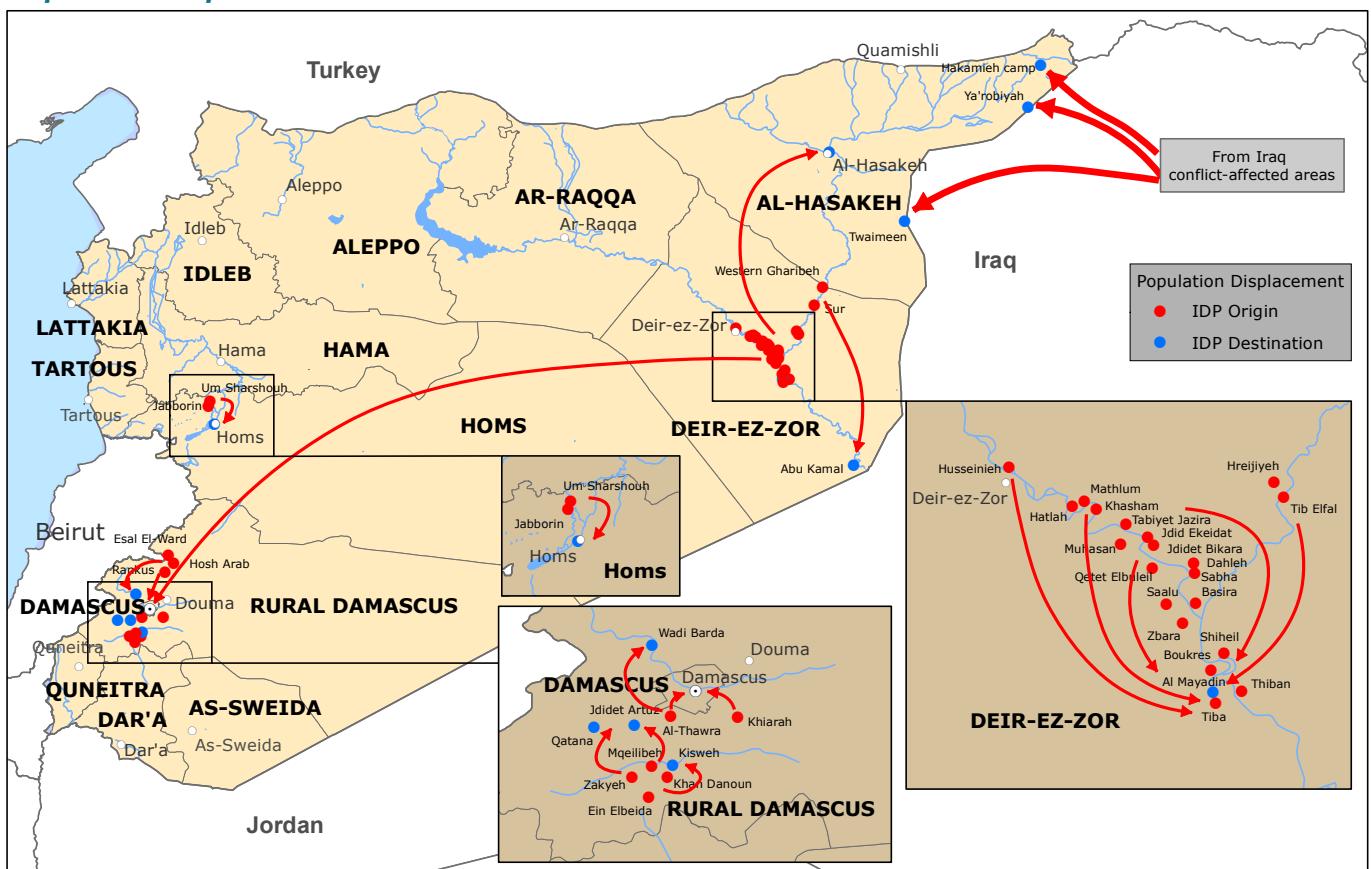 Turkey
Quamishli
Hakamieh camp
Ya'robiyah
From Iraq
conflict-affected areas
Al-Hasakeh
Aleppo
AR-RAQQA
AL-HASAKEH
Idleb
Ar-Raqqa
Twaimeen
ALEPPO
Iraq
IDLEB
Western Gharibeh
Population Displacement
IDP Origin
IDP Destination
Lattakia
Sur
LATTAKIA
Deir-ez-Zor
HAMA
Hama
TARTOUS
Um Sharshouh
Jabborin
Tartous
Homs
HOMS
DEIR-EZ-ZOR
Abu Kamal
Beirut
Esal El-Ward
Rankus
Hosh Arab
DAMASCUS
Douma
RURAL DAMASCUS
Quneitra
QUNEITRA
DAR'A
AS-SWEIDA
Dar'a
As-Sweida
Jordan
Um Sharshouh
Jabborin
Homs
Homs
Wadi Barda
Douma
DAMASCUS
Damascus
Jdidet Artuz
Khiarah
Al-Thawra
Qatana
Mqeilibeh
Kisweh
Zakyeh
Khan Danoun
Ein Elbeida
RURAL DAMASCUS
Husseinieh
Hreijiyeh
Deir-ez-Zor
Mathlum
Khasham
Tib Elfal
Hatlah
Tabiyet Jazira
Jdid Ekeidat
Muhasan
Jdidet Bikara
Dahleh
Qetet Elbuleil
Sabha
Saalu
Basira
Zbara
Shiheil
Boukres
Al Mayadin
Thiban
Tiba
DEIR-EZ-ZOR